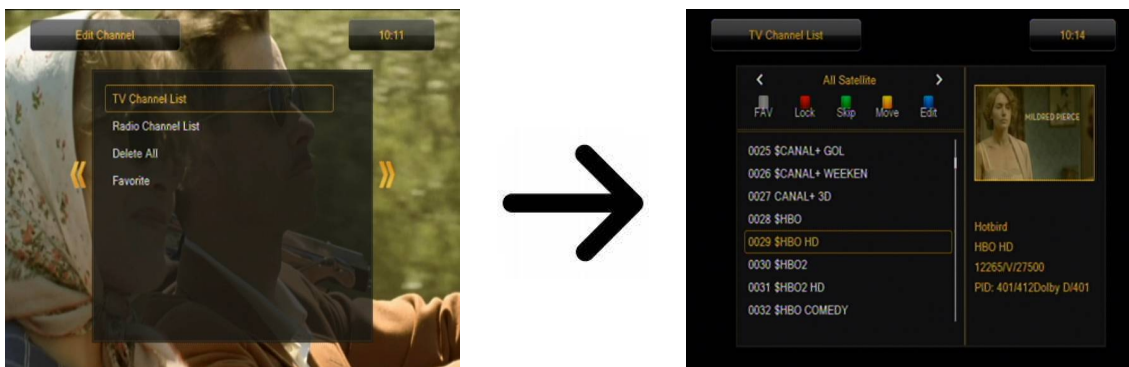 Edit Channel
10:11
TV Channel List
Radio Channel List
Delete All
Favorite
TV Channel List
10:14
All Satellite
FAV Lock Skip Move Edit
0025 $CANAL+ GOL
0026 $CANAL+ WEEKEN
0027 CANAL+ 3D
0028 $HBO
0029 $HBO HD
0030 $HBO2
0031 $HBO2 HD
0032 $HBO COMEDY
MILDRED PIERCE
Hotbird
HBO HD
12265/V/27500
PID: 401/412Dolby D/401